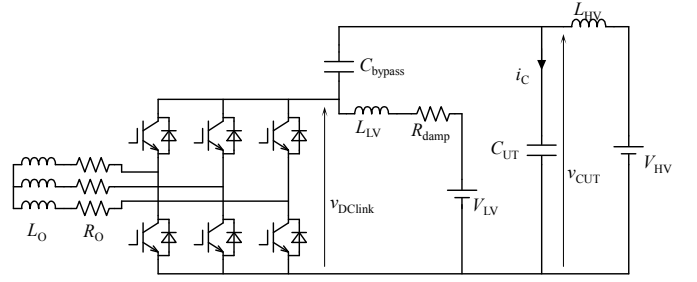 L_HV
C_bypass
i_C
L_LV
R_damp
C_UT
v_CUT
V_HV
v_DClink
V_LV
L_O
R_O